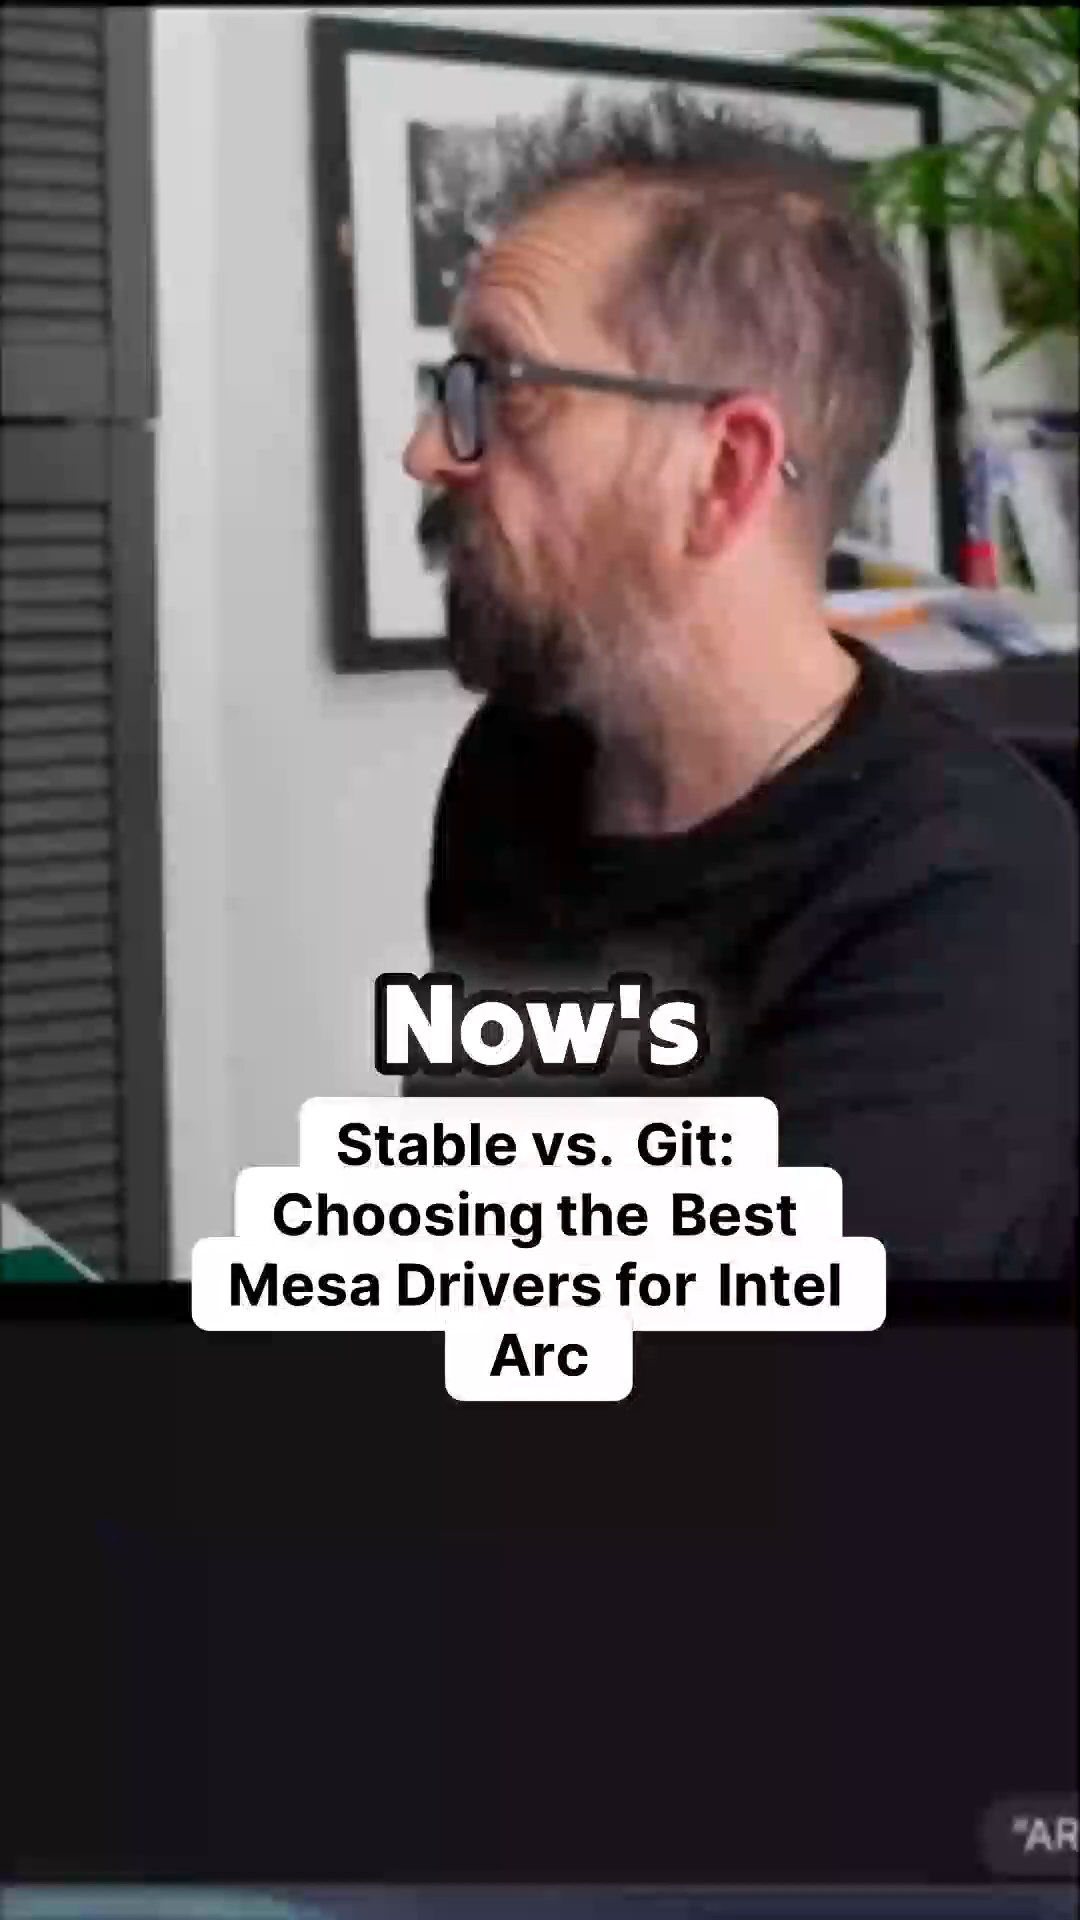 Now's
Stable vs. Git:
Choosing the Best
Mesa Drivers for Intel
Arc
"AR